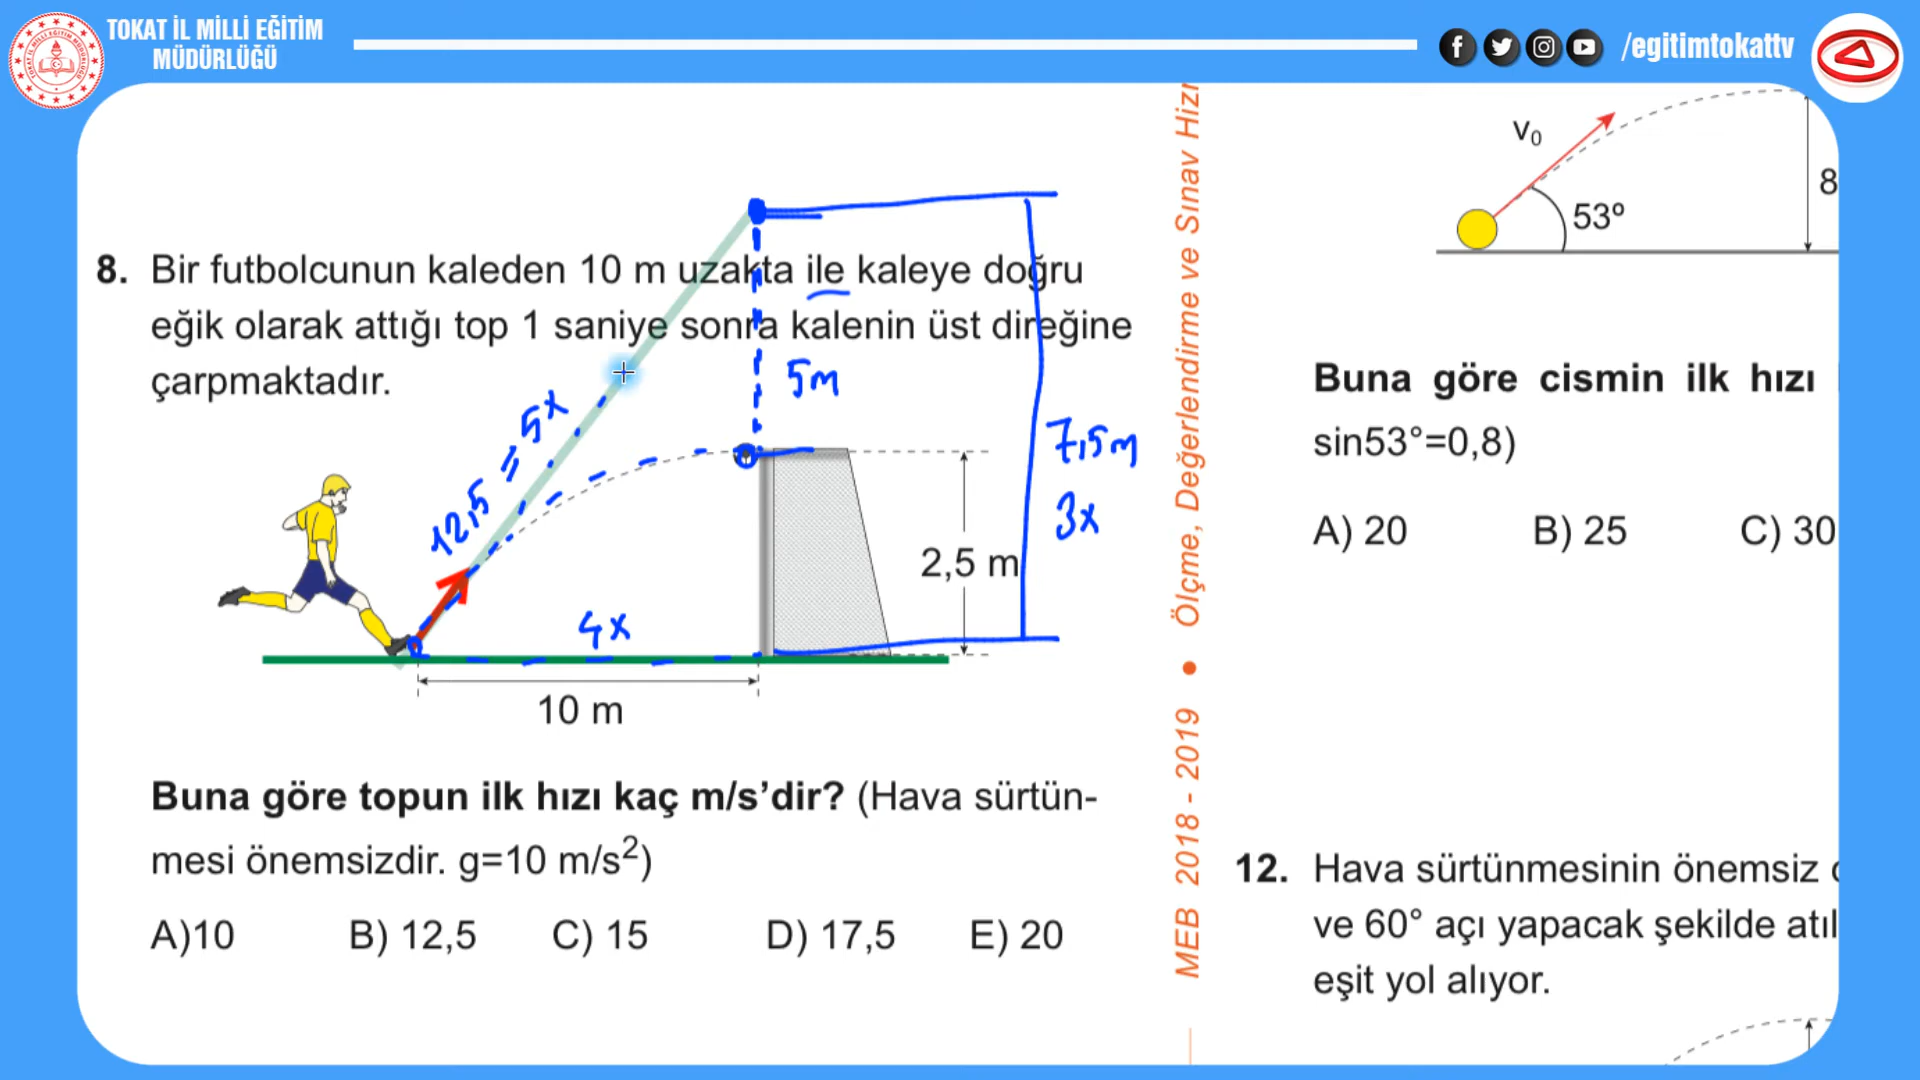 TOKAT İL MİLLİ EĞİTİM
MÜDÜRLÜĞÜ
/egitimtokattv
8. Bir futbolcunun kaleden 10 m uzakta ile kaleye doğru
eğik olarak attığı top 1 saniye sonra kalenin üst direğine
çarpmaktadır.
5m
12,5 = 5x
7,5m
3x
2,5 m
4x
10 m
Buna göre topun ilk hızı kaç m/s'dir? (Hava sürtün-
mesi önemsizdir. g=10 m/s²)
A)10 B) 12,5 C) 15 D) 17,5 E) 20
MEB 2018 - 2019 ● Ölçme, Değerlendirme ve Sınav
v₀
53º
8
Buna göre cismin ilk hızı
sin53°=0,8)
A) 20 B) 25 C) 30
12. Hava sürtünmesinin önemsiz
ve 60° açı yapacak şekilde
eşit yol alıyor.